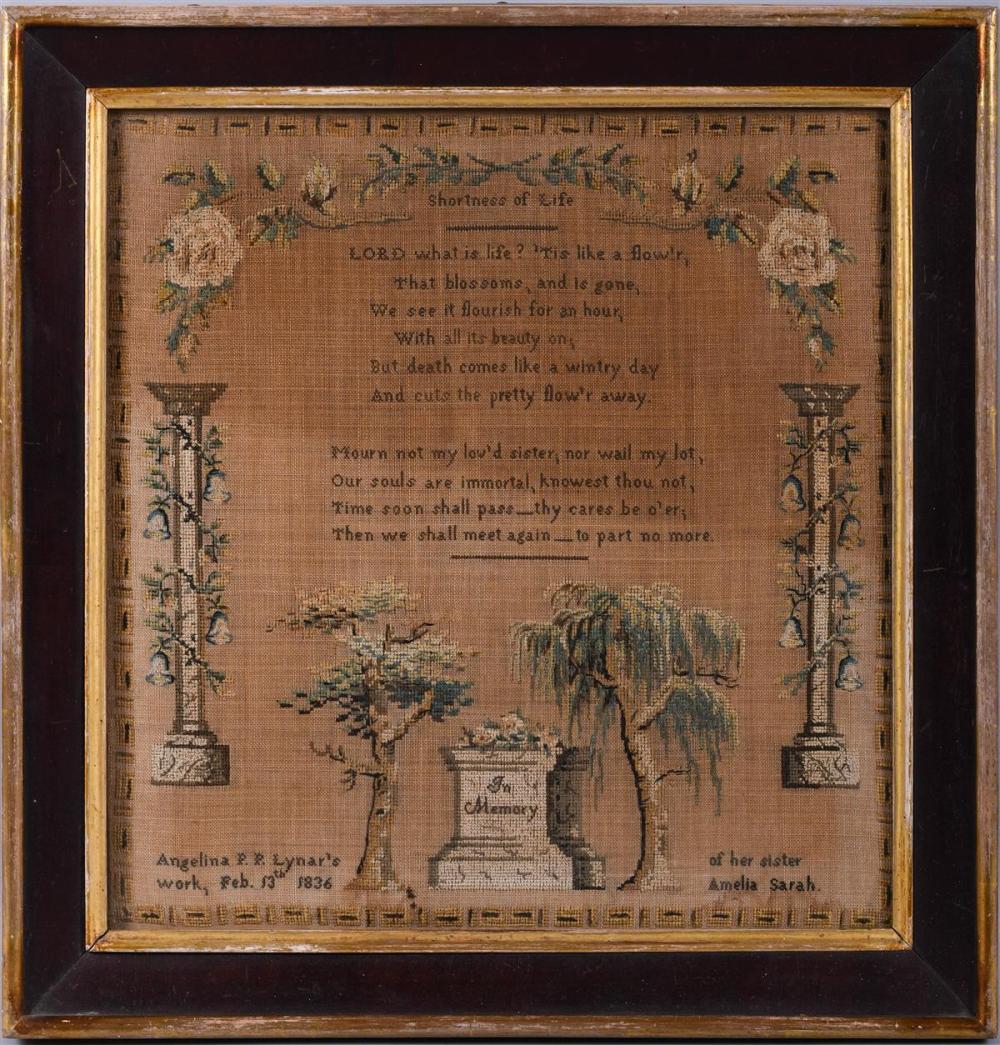 Shortness of Life
LORD what is life? 'Tis like a flow'r,
That blossoms, and is gone,
We see it flourish for an hour,
With all its beauty on;
But death comes like a wintry day
And cuts the pretty flow'r away.
Mourn not my lov'd sister, nor wail my lot,
Our souls are immortal, knowest thou not,
Time soon shall pass—thy cares be o'er;
Then we shall meet again—to part no more.
In
Memory
Angelina P. P. Lynar's
work, Feb. 13th 1836
of her sister
Amelia Sarah.